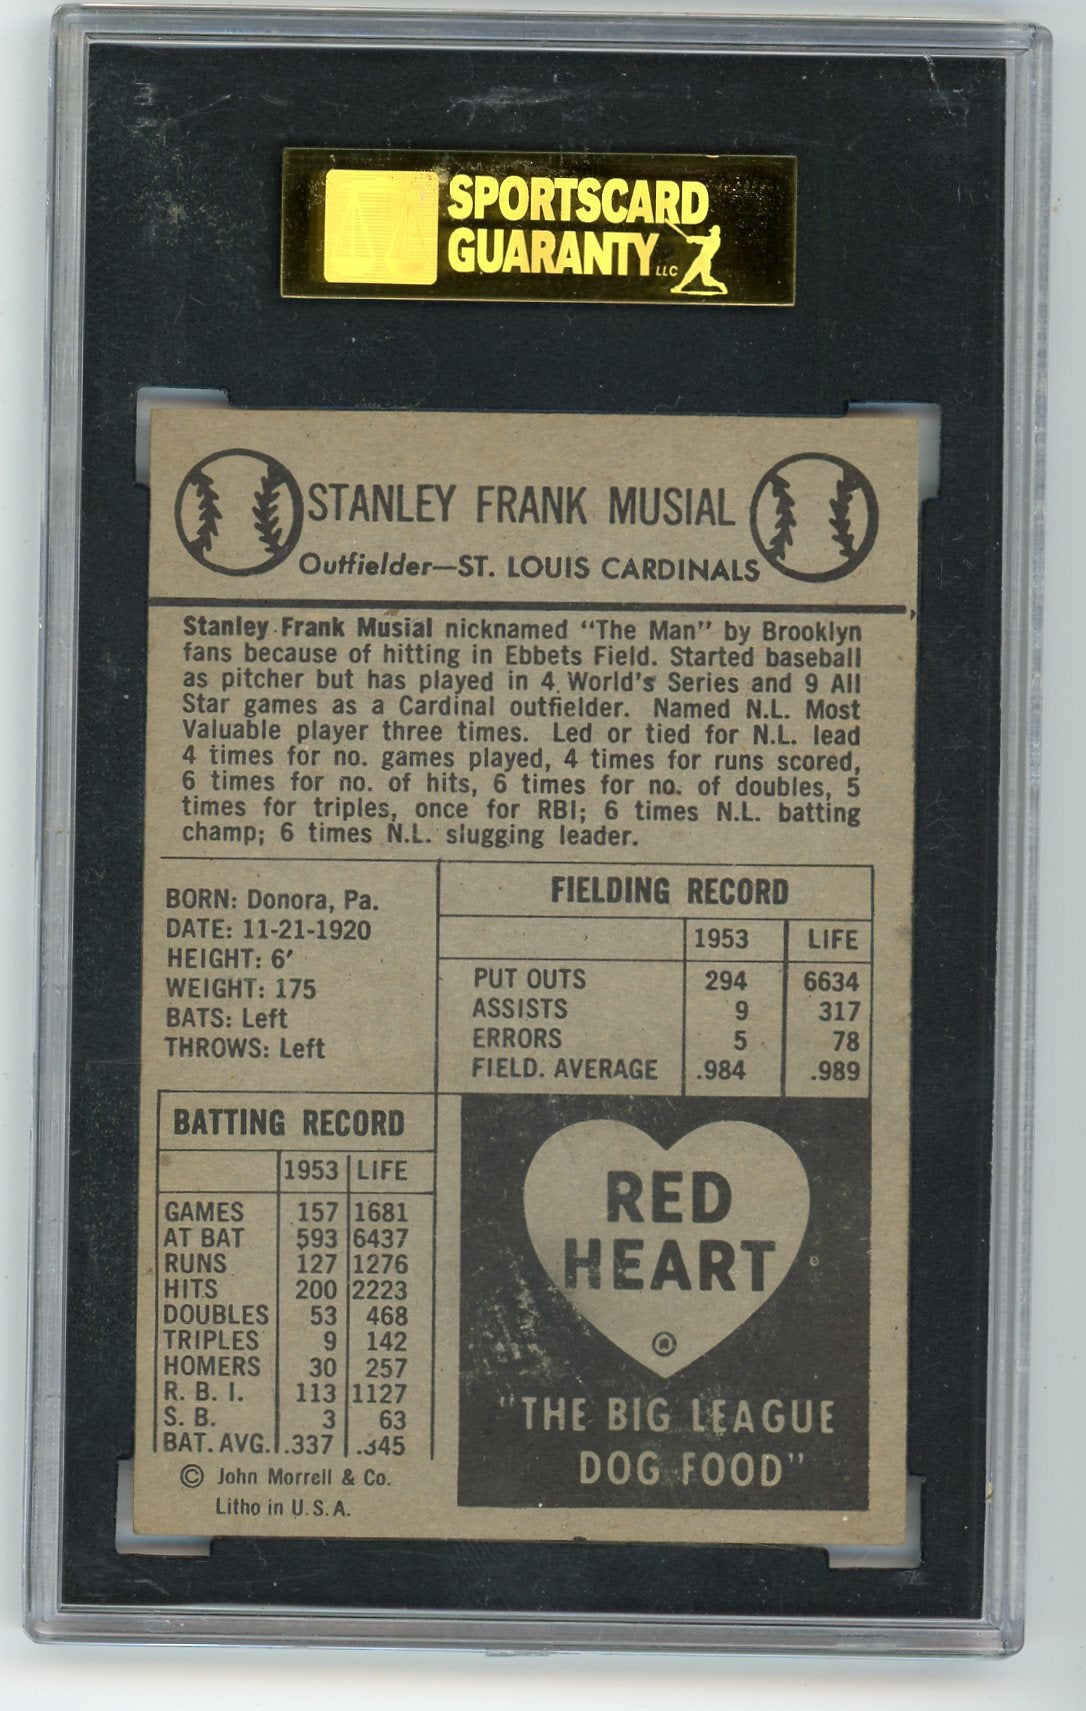 SPORTSCARD
GUARANTY LLC
STANLEY FRANK MUSIAL
Outfielder—ST. LOUIS CARDINALS
Stanley Frank Musial nicknamed "The Man" by Brooklyn
fans because of hitting in Ebbets Field. Started baseball
as pitcher but has played in 4 World's Series and 9 All
Star games as a Cardinal outfielder. Named N.L. Most
Valuable player three times. Led or tied for N.L. lead
4 times for no. games played, 4 times for runs scored,
6 times for no. of hits, 6 times for no. of doubles, 5
times for triples, once for RBI; 6 times N.L. batting
champ; 6 times N.L. slugging leader.
BORN: Donora, Pa.
DATE: 11-21-1920
HEIGHT: 6'
WEIGHT: 175
BATS: Left
THROWS: Left
FIELDING RECORD
1953 LIFE
PUT OUTS 294 6634
ASSISTS 9 317
ERRORS 5 78
FIELD. AVERAGE .984 .989
BATTING RECORD
1953 LIFE
GAMES 157 1681
AT BAT 593 6437
RUNS 127 1276
HITS 200 2223
DOUBLES 53 468
TRIPLES 9 142
HOMERS 30 257
R. B. I. 113 1127
S. B. 3 63
BAT. AVG. .337 .345
© John Morrell & Co.
Litho in U.S.A.
RED
HEART
"THE BIG LEAGUE
DOG FOOD"